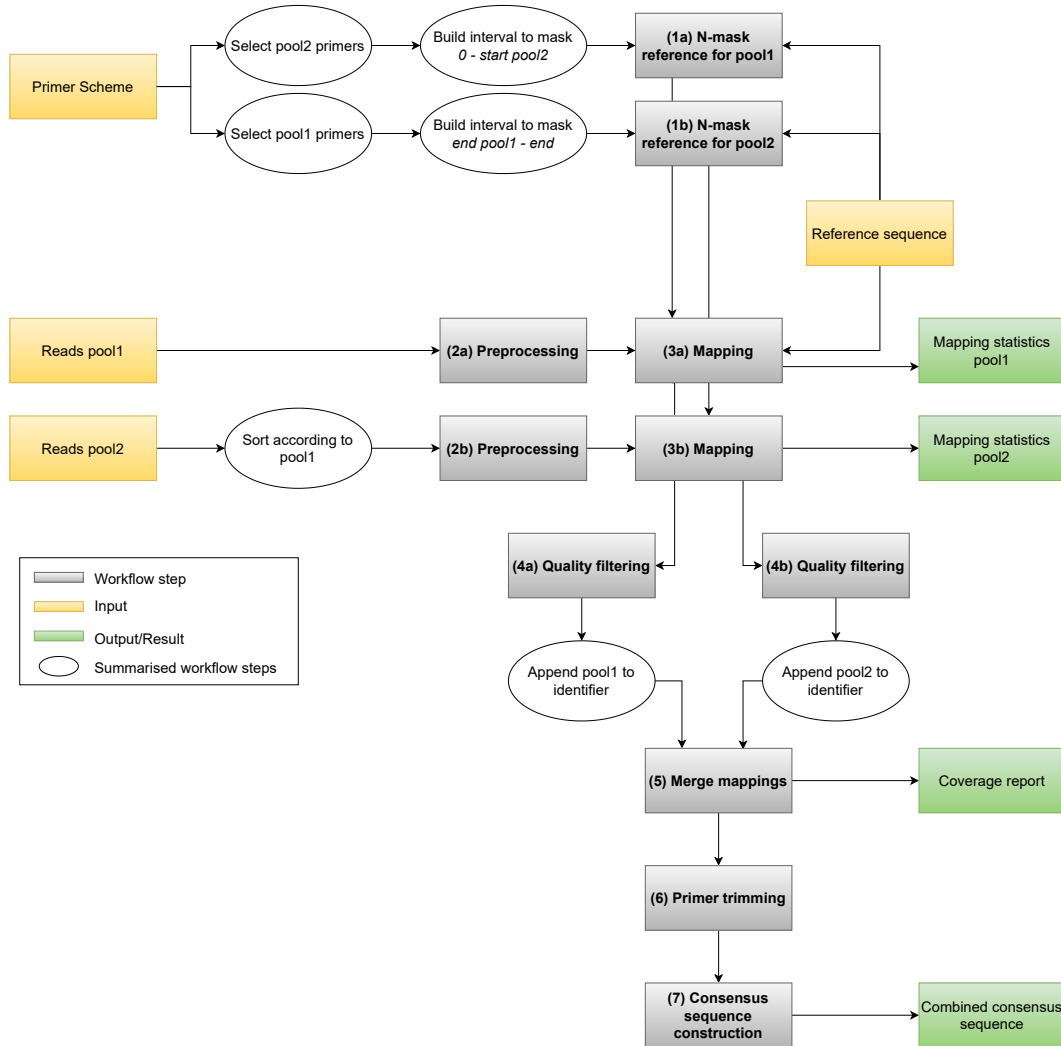 Primer Scheme
Select pool2 primers
Build interval to mask
0 - start pool2
(1a) N-mask
reference for pool1
Select pool1 primers
Build interval to mask
end pool1 - end
(1b) N-mask
reference for pool2
Reference sequence
Reads pool1
(2a) Preprocessing
(3a) Mapping
Mapping statistics
pool1
Reads pool2
Sort according to
pool1
(2b) Preprocessing
(3b) Mapping
Mapping statistics
pool2
(4a) Quality filtering
(4b) Quality filtering
Workflow step
Input
Output/Result
Summarised workflow steps
Append pool1 to
identifier
Append pool2 to
identifier
(5) Merge mappings
Coverage report
(6) Primer trimming
(7) Consensus
sequence
construction
Combined consensus
sequence